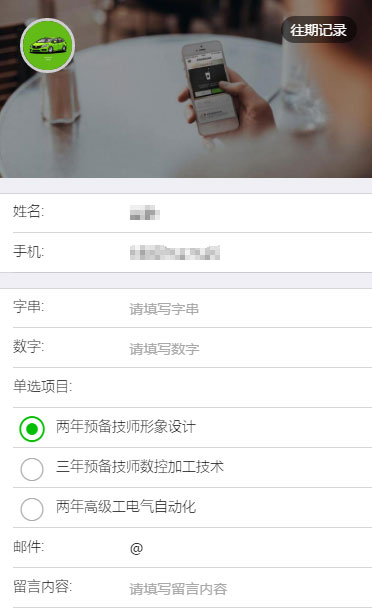 往期记录
姓名:
手机:
字串: 请填写字串
数字: 请填写数字
单选项目:
两年预备技师形象设计
三年预备技师数控加工技术
两年高级工电气自动化
邮件: @
留言内容: 请填写留言内容